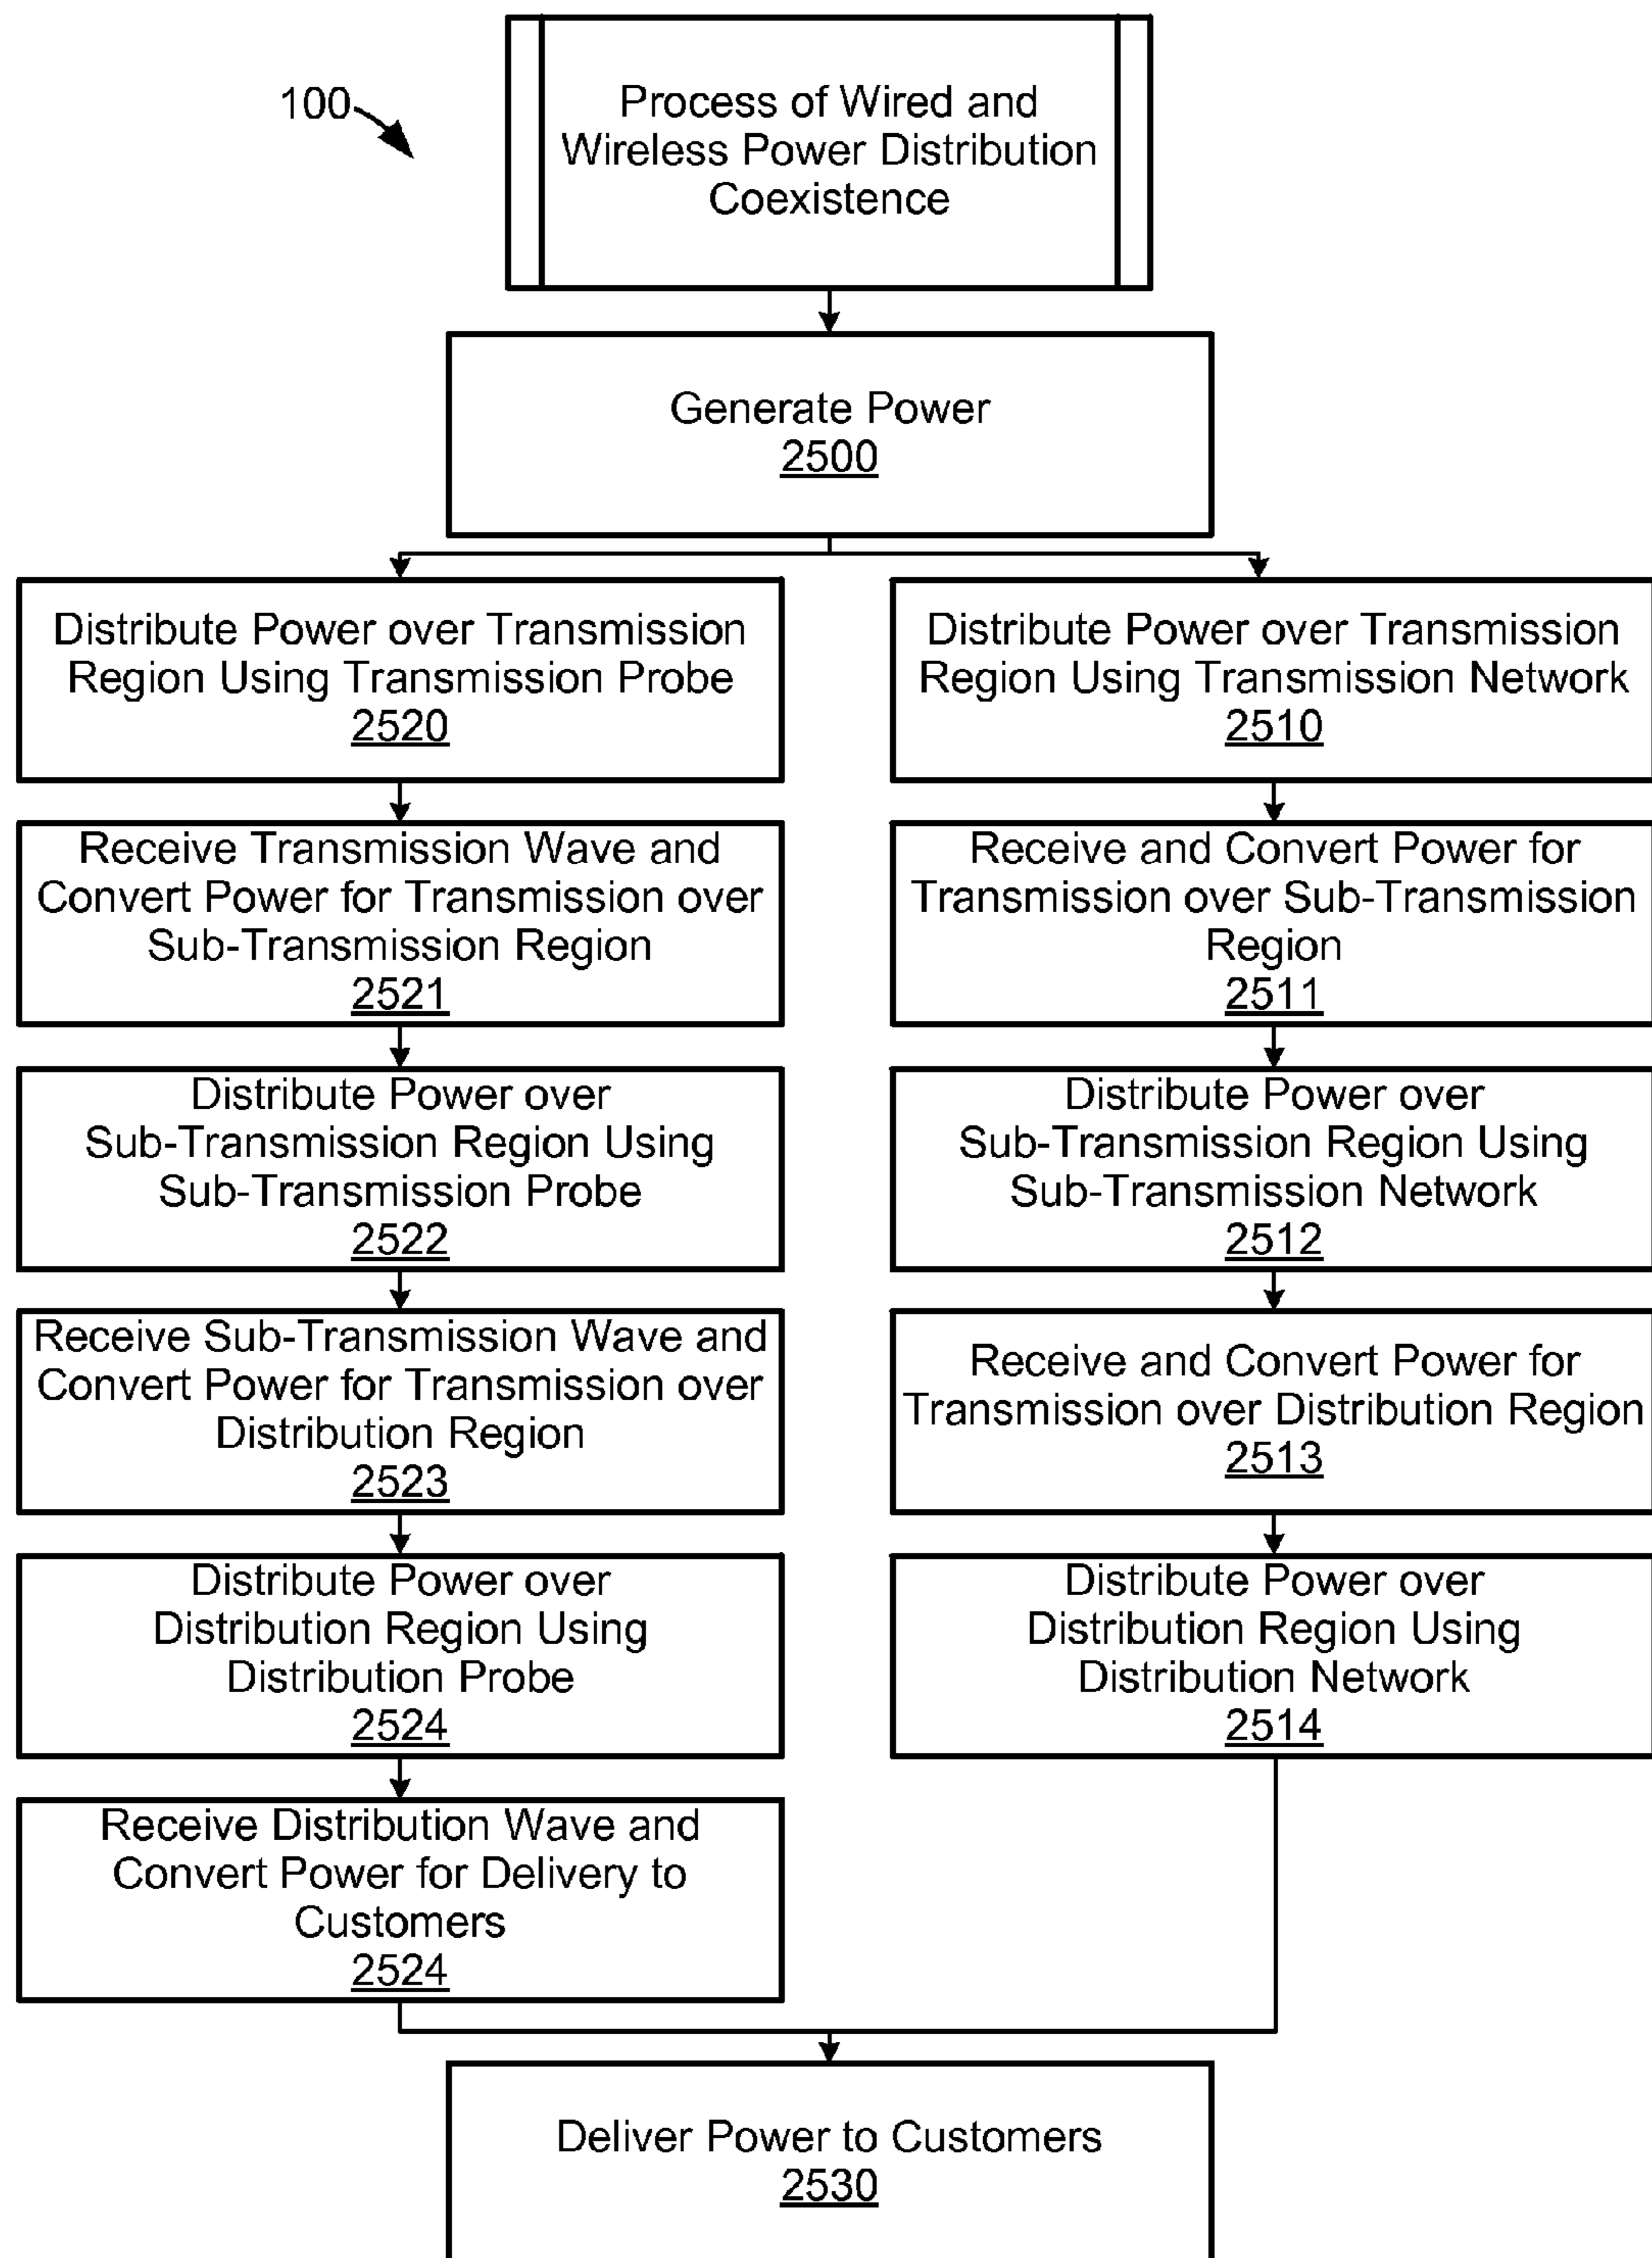 100
Process of Wired and
Wireless Power Distribution
Coexistence
Generate Power
2500
Distribute Power over Transmission
Region Using Transmission Probe
2520
Distribute Power over Transmission
Region Using Transmission Network
2510
Receive Transmission Wave and
Convert Power for Transmission over
Sub-Transmission Region
2521
Receive and Convert Power for
Transmission over Sub-Transmission
Region
2511
Distribute Power over
Sub-Transmission Region Using
Sub-Transmission Probe
2522
Distribute Power over
Sub-Transmission Region Using
Sub-Transmission Network
2512
Receive Sub-Transmission Wave and
Convert Power for Transmission over
Distribution Region
2523
Receive and Convert Power for
Transmission over Distribution Region
2513
Distribute Power over
Distribution Region Using
Distribution Probe
2524
Distribute Power over
Distribution Region Using
Distribution Network
2514
Receive Distribution Wave and
Convert Power for Delivery to
Customers
2524
Deliver Power to Customers
2530